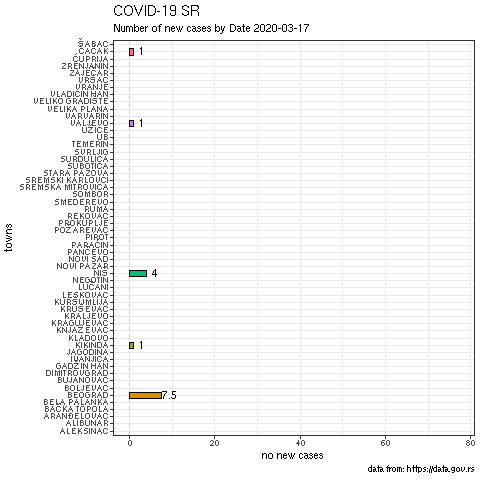 COVID-19 SR
Number of new cases by Date 2020-03-17
ŠABAC
ČAČAK
ĆUPRIJA
ZRENJANIN
ZAJEČAR
VRŠAC
VRANJE
VLADIČIN HAN
VELIKO GRADIŠTE
VELIKA PLANA
VARVARIN
VALJEVO
UŽICE
UB
TEMERIN
SVRLJIG
SURDULICA
SUBOTICA
STARA PAZOVA
SREMSKI KARLOVCI
SREMSKA MITROVICA
SOMBOR
SMEDEREVO
RUMA
REKOVAC
PROKUPLJE
POŽAREVAC
PIROT
PARAĆIN
PANČEVO
NOVI SAD
NOVI PAZAR
NIŠ
NEGOTIN
LUČANI
LESKOVAC
KURŠUMLIJA
KRUŠEVAC
KRALJEVO
KRAGUJEVAC
KNJAŽEVAC
KLADOVO
KIKINDA
JAGODINA
IVANJICA
GADŽIN HAN
DIMITROVGRAD
BUJANOVAC
BOLJEVAC
BEOGRAD
BELA PALANKA
BAČKA TOPOLA
ARANĐELOVAC
ALIBUNAR
ALEKSINAC
towns
1
1
4
1
7.5
0 20 40 60 80
no new cases
data from: https://data.gov.rs